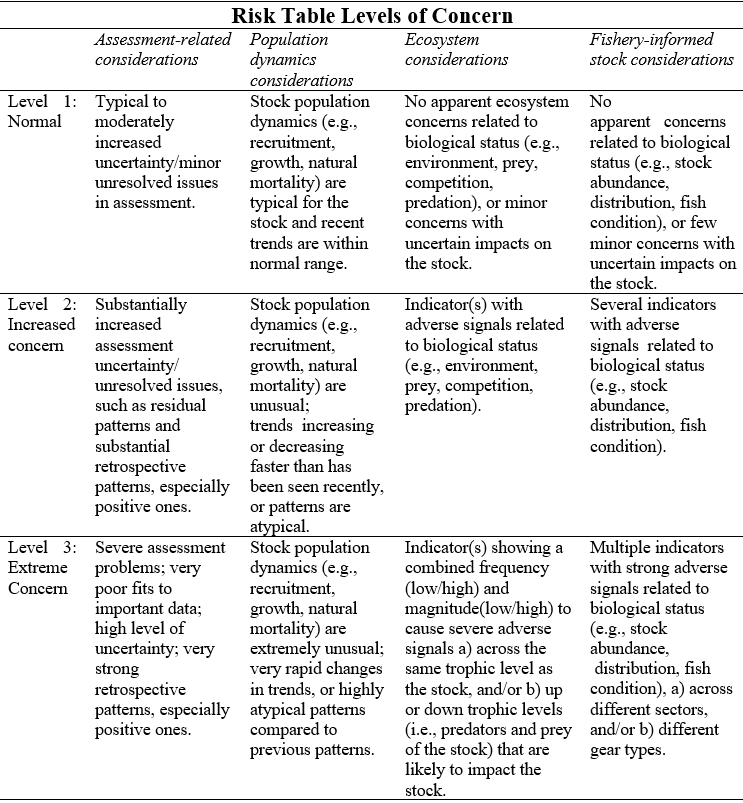 Risk Table Levels of Concern
Assessment-related
considerations
Population
dynamics
considerations
Ecosystem
considerations
Fishery-informed
stock considerations
Level 1:
Normal
Typical to
moderately
increased
uncertainty/minor
unresolved issues
in assessment.
Stock population
dynamics (e.g.,
recruitment,
growth, natural
mortality) are
typical for the
stock and recent
trends are within
normal range.
No apparent ecosystem
concerns related to
biological status (e.g.,
environment, prey,
competition,
predation), or minor
concerns with
uncertain impacts on
the stock.
No
apparent concerns
related to biological
status (e.g., stock
abundance,
distribution, fish
condition), or few
minor concerns with
uncertain impacts on
the stock.
Level 2:
Increased
concern
Substantially
increased
assessment
uncertainty/
unresolved issues,
such as residual
patterns and
substantial
retrospective
patterns, especially
positive ones.
Stock population
dynamics (e.g.,
recruitment,
growth, natural
mortality) are
unusual;
trends increasing
or decreasing
faster than has
been seen recently,
or patterns are
atypical.
Indicator(s) with
adverse signals related
to biological status
(e.g., environment,
prey, competition,
predation).
Several indicators
with adverse
signals related to
biological status
(e.g., stock
abundance,
distribution, fish
condition).
Level 3:
Extreme
Concern
Severe assessment
problems; very
poor fits to
important data;
high level of
uncertainty; very
strong
retrospective
patterns, especially
positive ones.
Stock population
dynamics (e.g.,
recruitment,
growth, natural
mortality) are
extremely unusual;
very rapid changes
in trends, or highly
atypical patterns
compared to
previous patterns.
Indicator(s) showing a
combined frequency
(low/high) and
magnitude(low/high) to
cause severe adverse
signals a) across the
same trophic level as
the stock, and/or b) up
or down trophic levels
(i.e., predators and prey
of the stock) that are
likely to impact the
stock.
Multiple indicators
with strong adverse
signals related to
biological status
(e.g., stock
abundance,
distribution, fish
condition), a) across
different sectors,
and/or b) different
gear types.